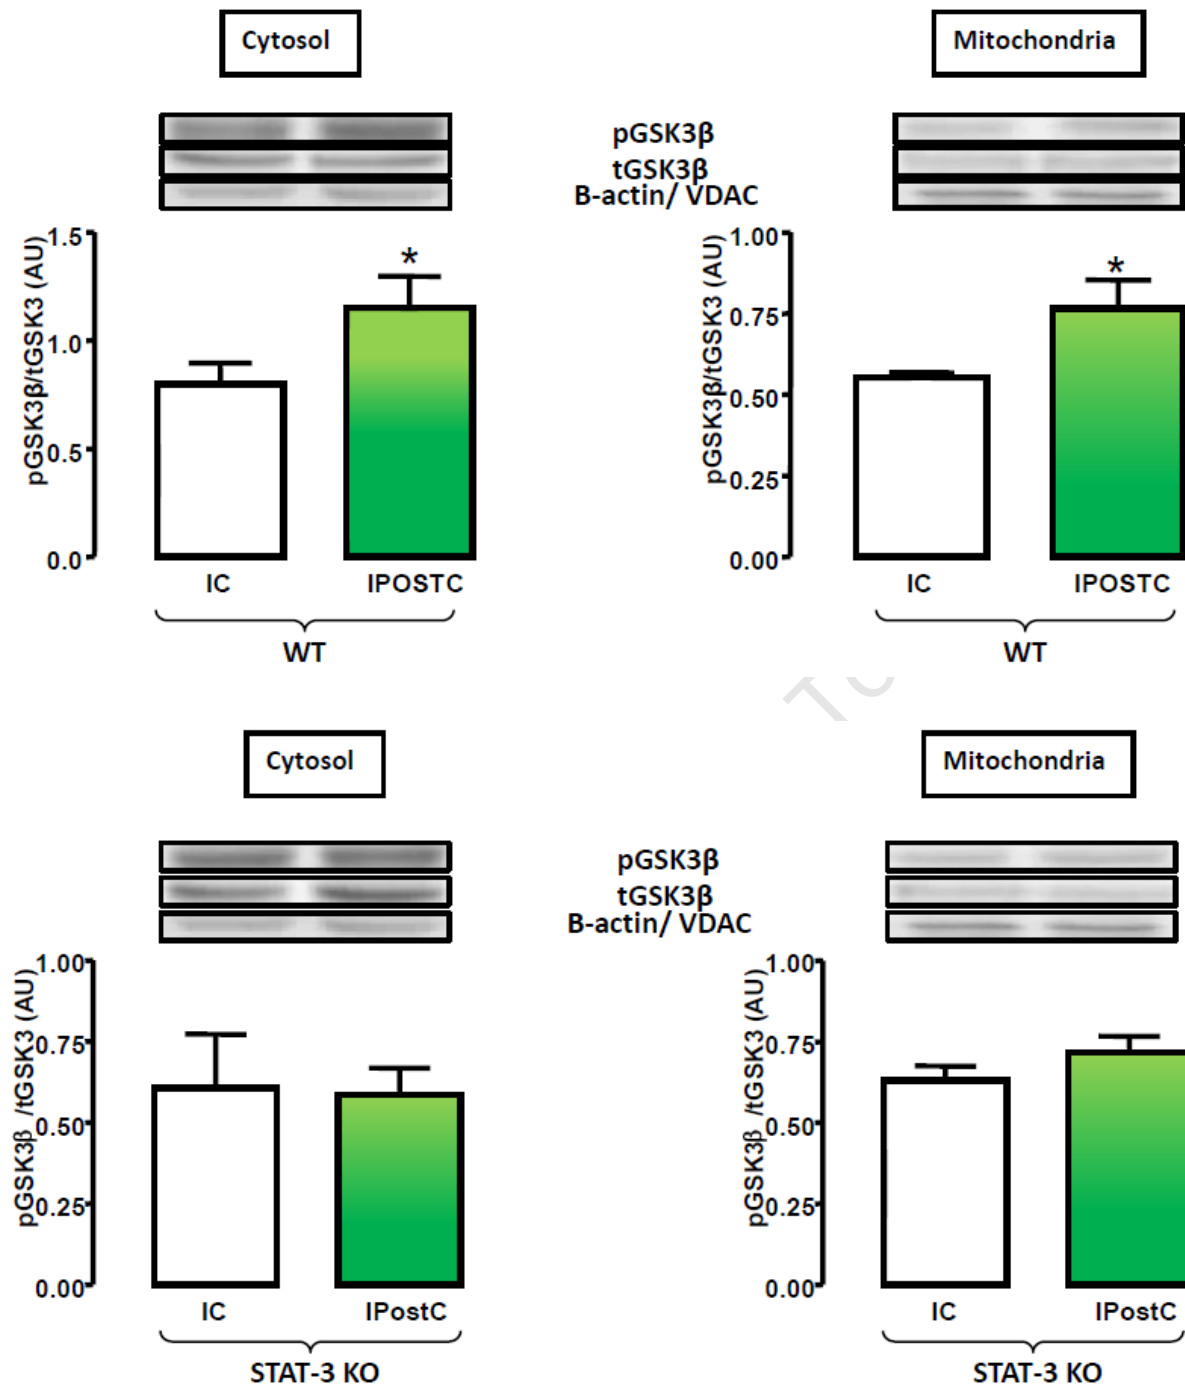 Cytosol
Mitochondria
pGSK3β
tGSK3β
B-actin/ VDAC
pGSK3β/tGSK3 (AU)
1.5
1.0
0.5
0.0
*
IC
IPOSTC
WT
pGSK3β/tGSK3 (AU)
1.00
0.75
0.50
0.25
0.00
*
IC
IPOSTC
WT
To
Cytosol
Mitochondria
pGSK3β
tGSK3β
B-actin/ VDAC
pGSK3β /tGSK3 (AU)
1.00
0.75
0.50
0.25
0.00
IC
IPostC
STAT-3 KO
pGSK3β /tGSK3 (AU)
1.00
0.75
0.50
0.25
0.00
IC
IPostC
STAT-3 KO